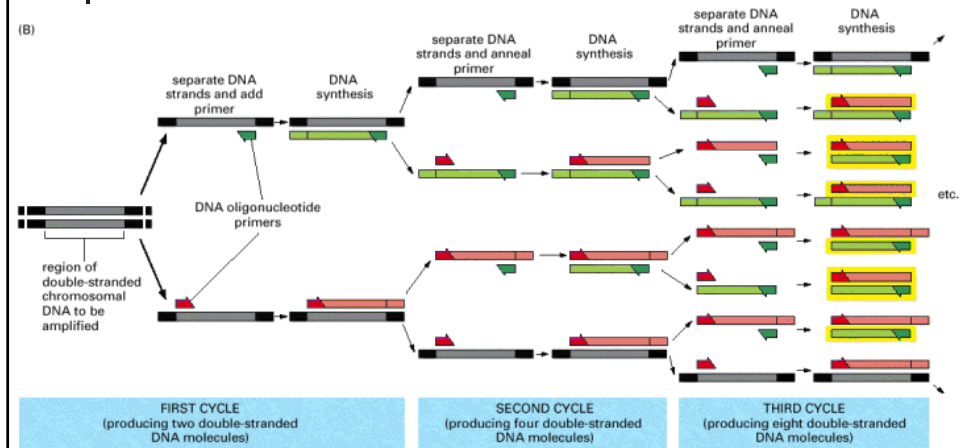 (B)
separate DNA
strands and add
primer
DNA
synthesis
separate DNA
strands and anneal
primer
DNA
synthesis
separate DNA
strands and anneal
primer
DNA
synthesis
DNA oligonucleotide
primers
region of
double-stranded
chromosomal
DNA to be
amplified
etc.
FIRST CYCLE
(producing two double-stranded
DNA molecules)
SECOND CYCLE
(producing four double-stranded
DNA molecules)
THIRD CYCLE
(producing eight double-stranded
DNA molecules)